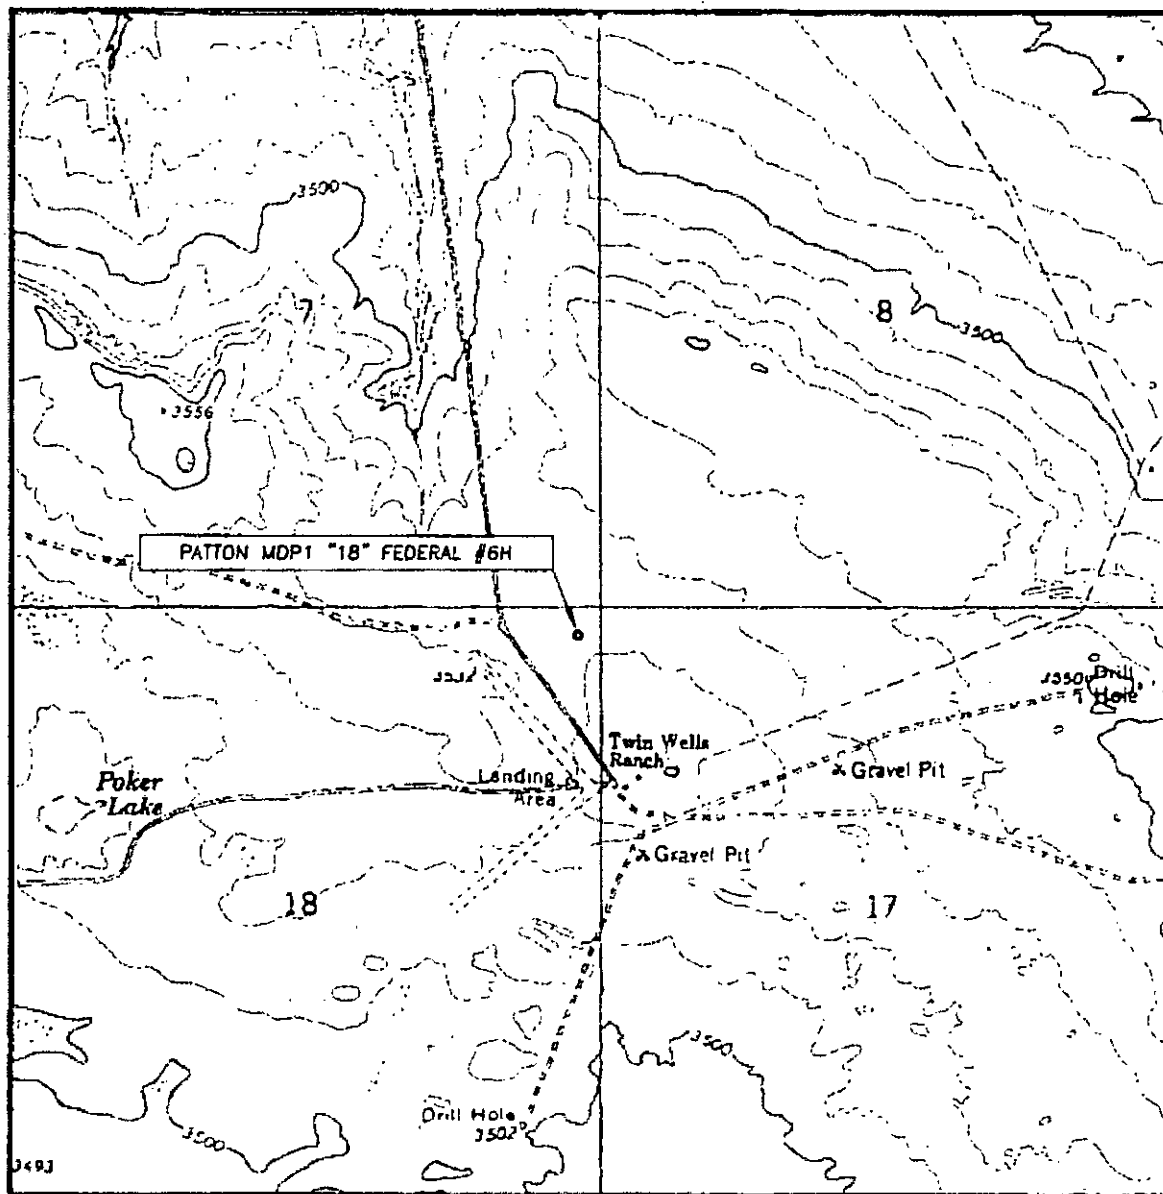 3500
7
8
3500
3556
PATTON MDP1 "18" FEDERAL #6H
Drill
Hole
Twin Wells
Ranch
Landing
Area
Gravel Pit
Poker
Lake
Gravel Pit
18
17
3500
Drill Hole
3502
3500
3493